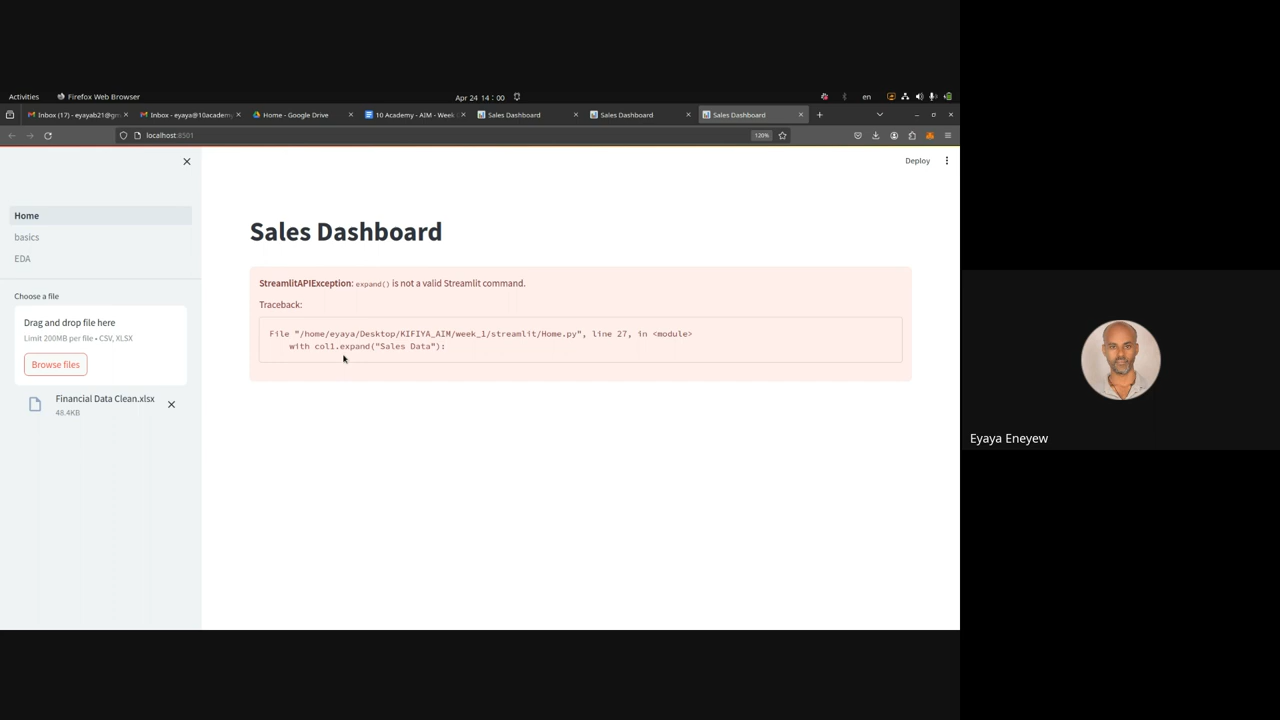 Activities
Firefox Web Browser
Apr 24 14 : 00
en
Inbox (17) - eyayab21@gm
Inbox - eyaya@10academy
Home - Google Drive
10 Academy - AIM - Week
Sales Dashboard
Sales Dashboard
Sales Dashboard
localhost:8501
120%
Deploy
Home
basics
EDA
Choose a file
Drag and drop file here
Limit 200MB per file • CSV, XLSX
Browse files
Financial Data Clean.xlsx
48.4KB
Sales Dashboard
StreamlitAPIException: expand() is not a valid Streamlit command.
Traceback:
File "/home/eyaya/Desktop/KIFIYA_AIM/week_1/streamlit/Home.py", line 27, in <module>
with col1.expand("Sales Data"):
Eyaya Eneyew